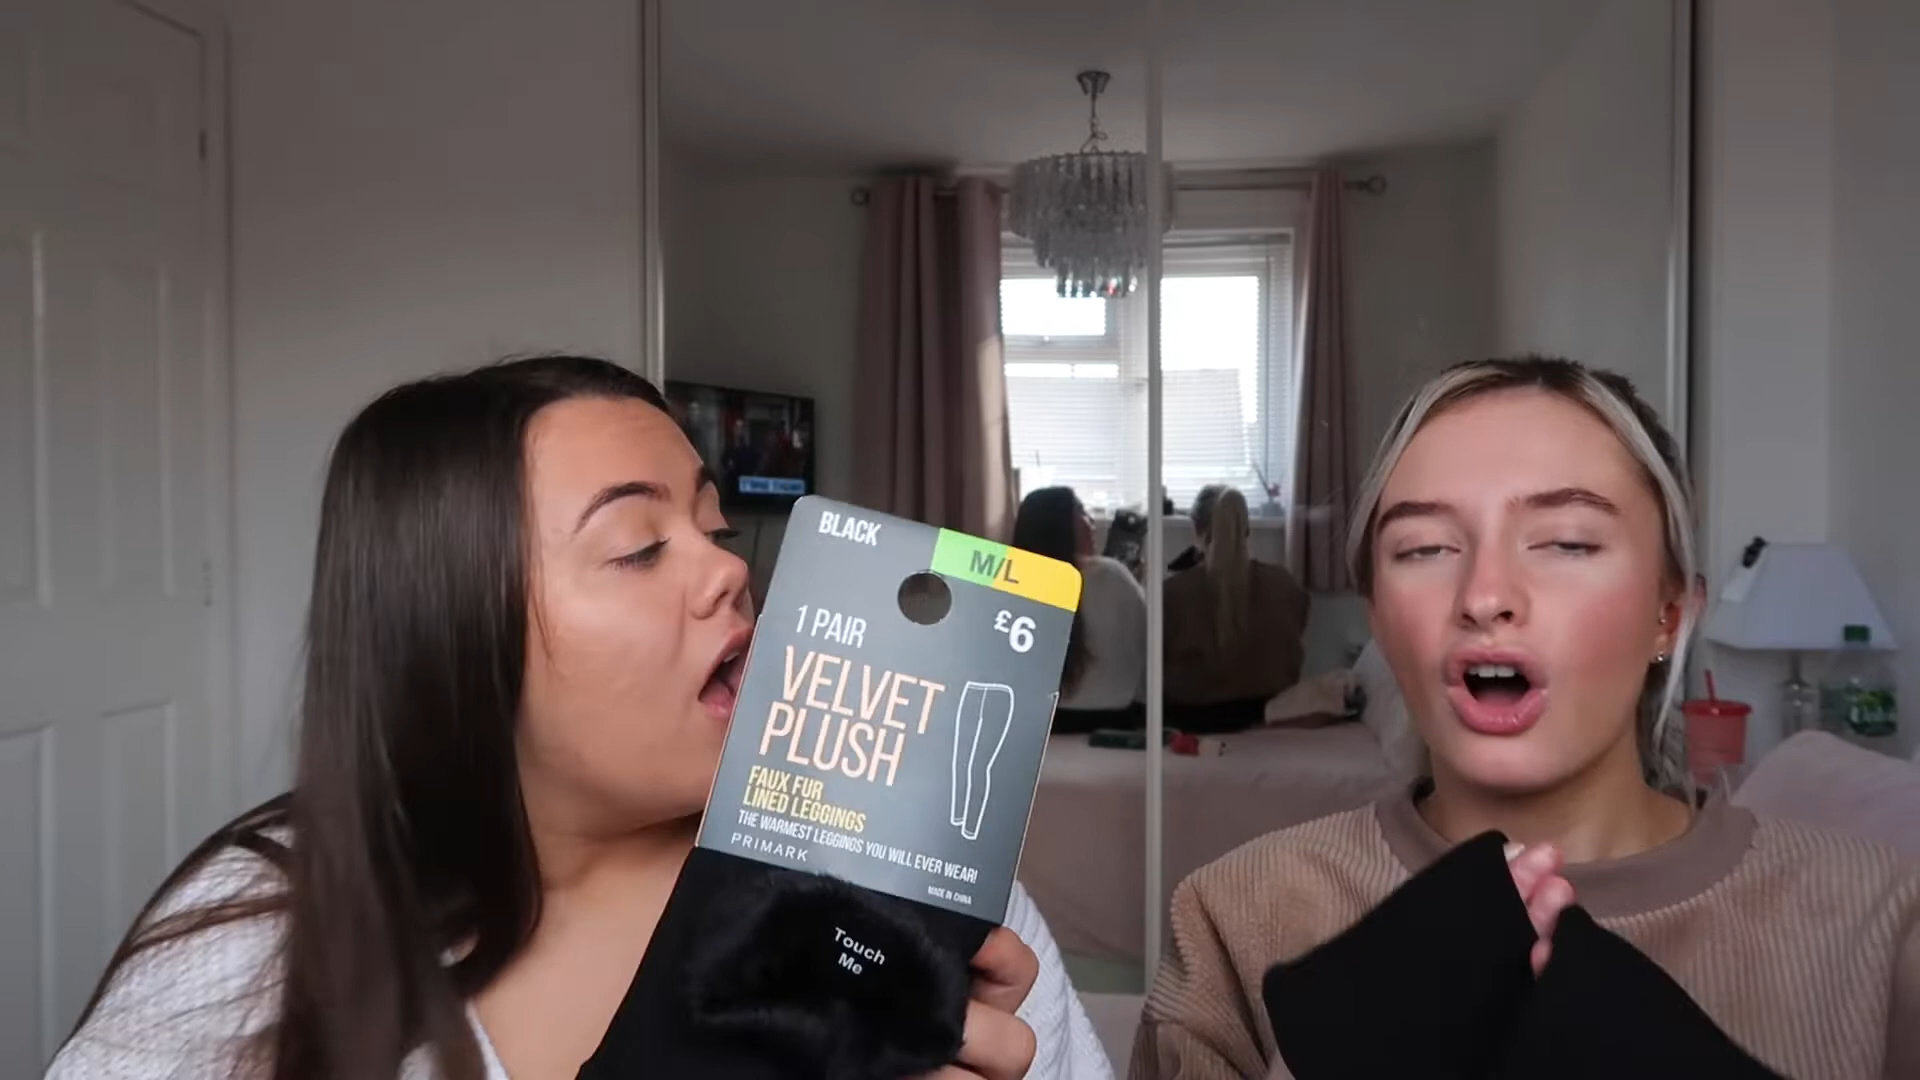 BLACK
M/L
£6
1 PAIR
VELVET
PLUSH
FAUX FUR
LINED LEGGINGS
THE WARMEST LEGGINGS YOU WILL EVER WEAR!
PRIMARK
MADE IN CHINA
Touch
Me